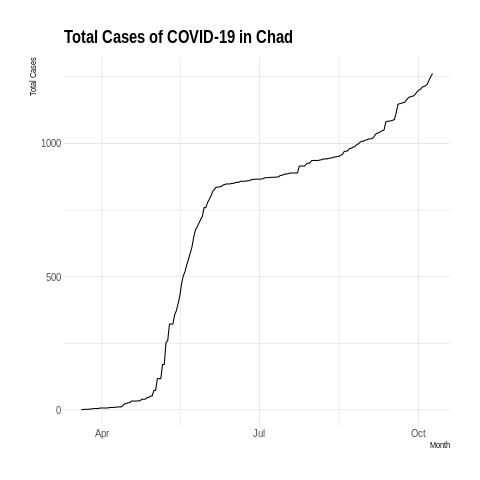 Total Cases of COVID-19 in Chad
Total Cases
1000
500
0
Apr
Jul
Oct
Month